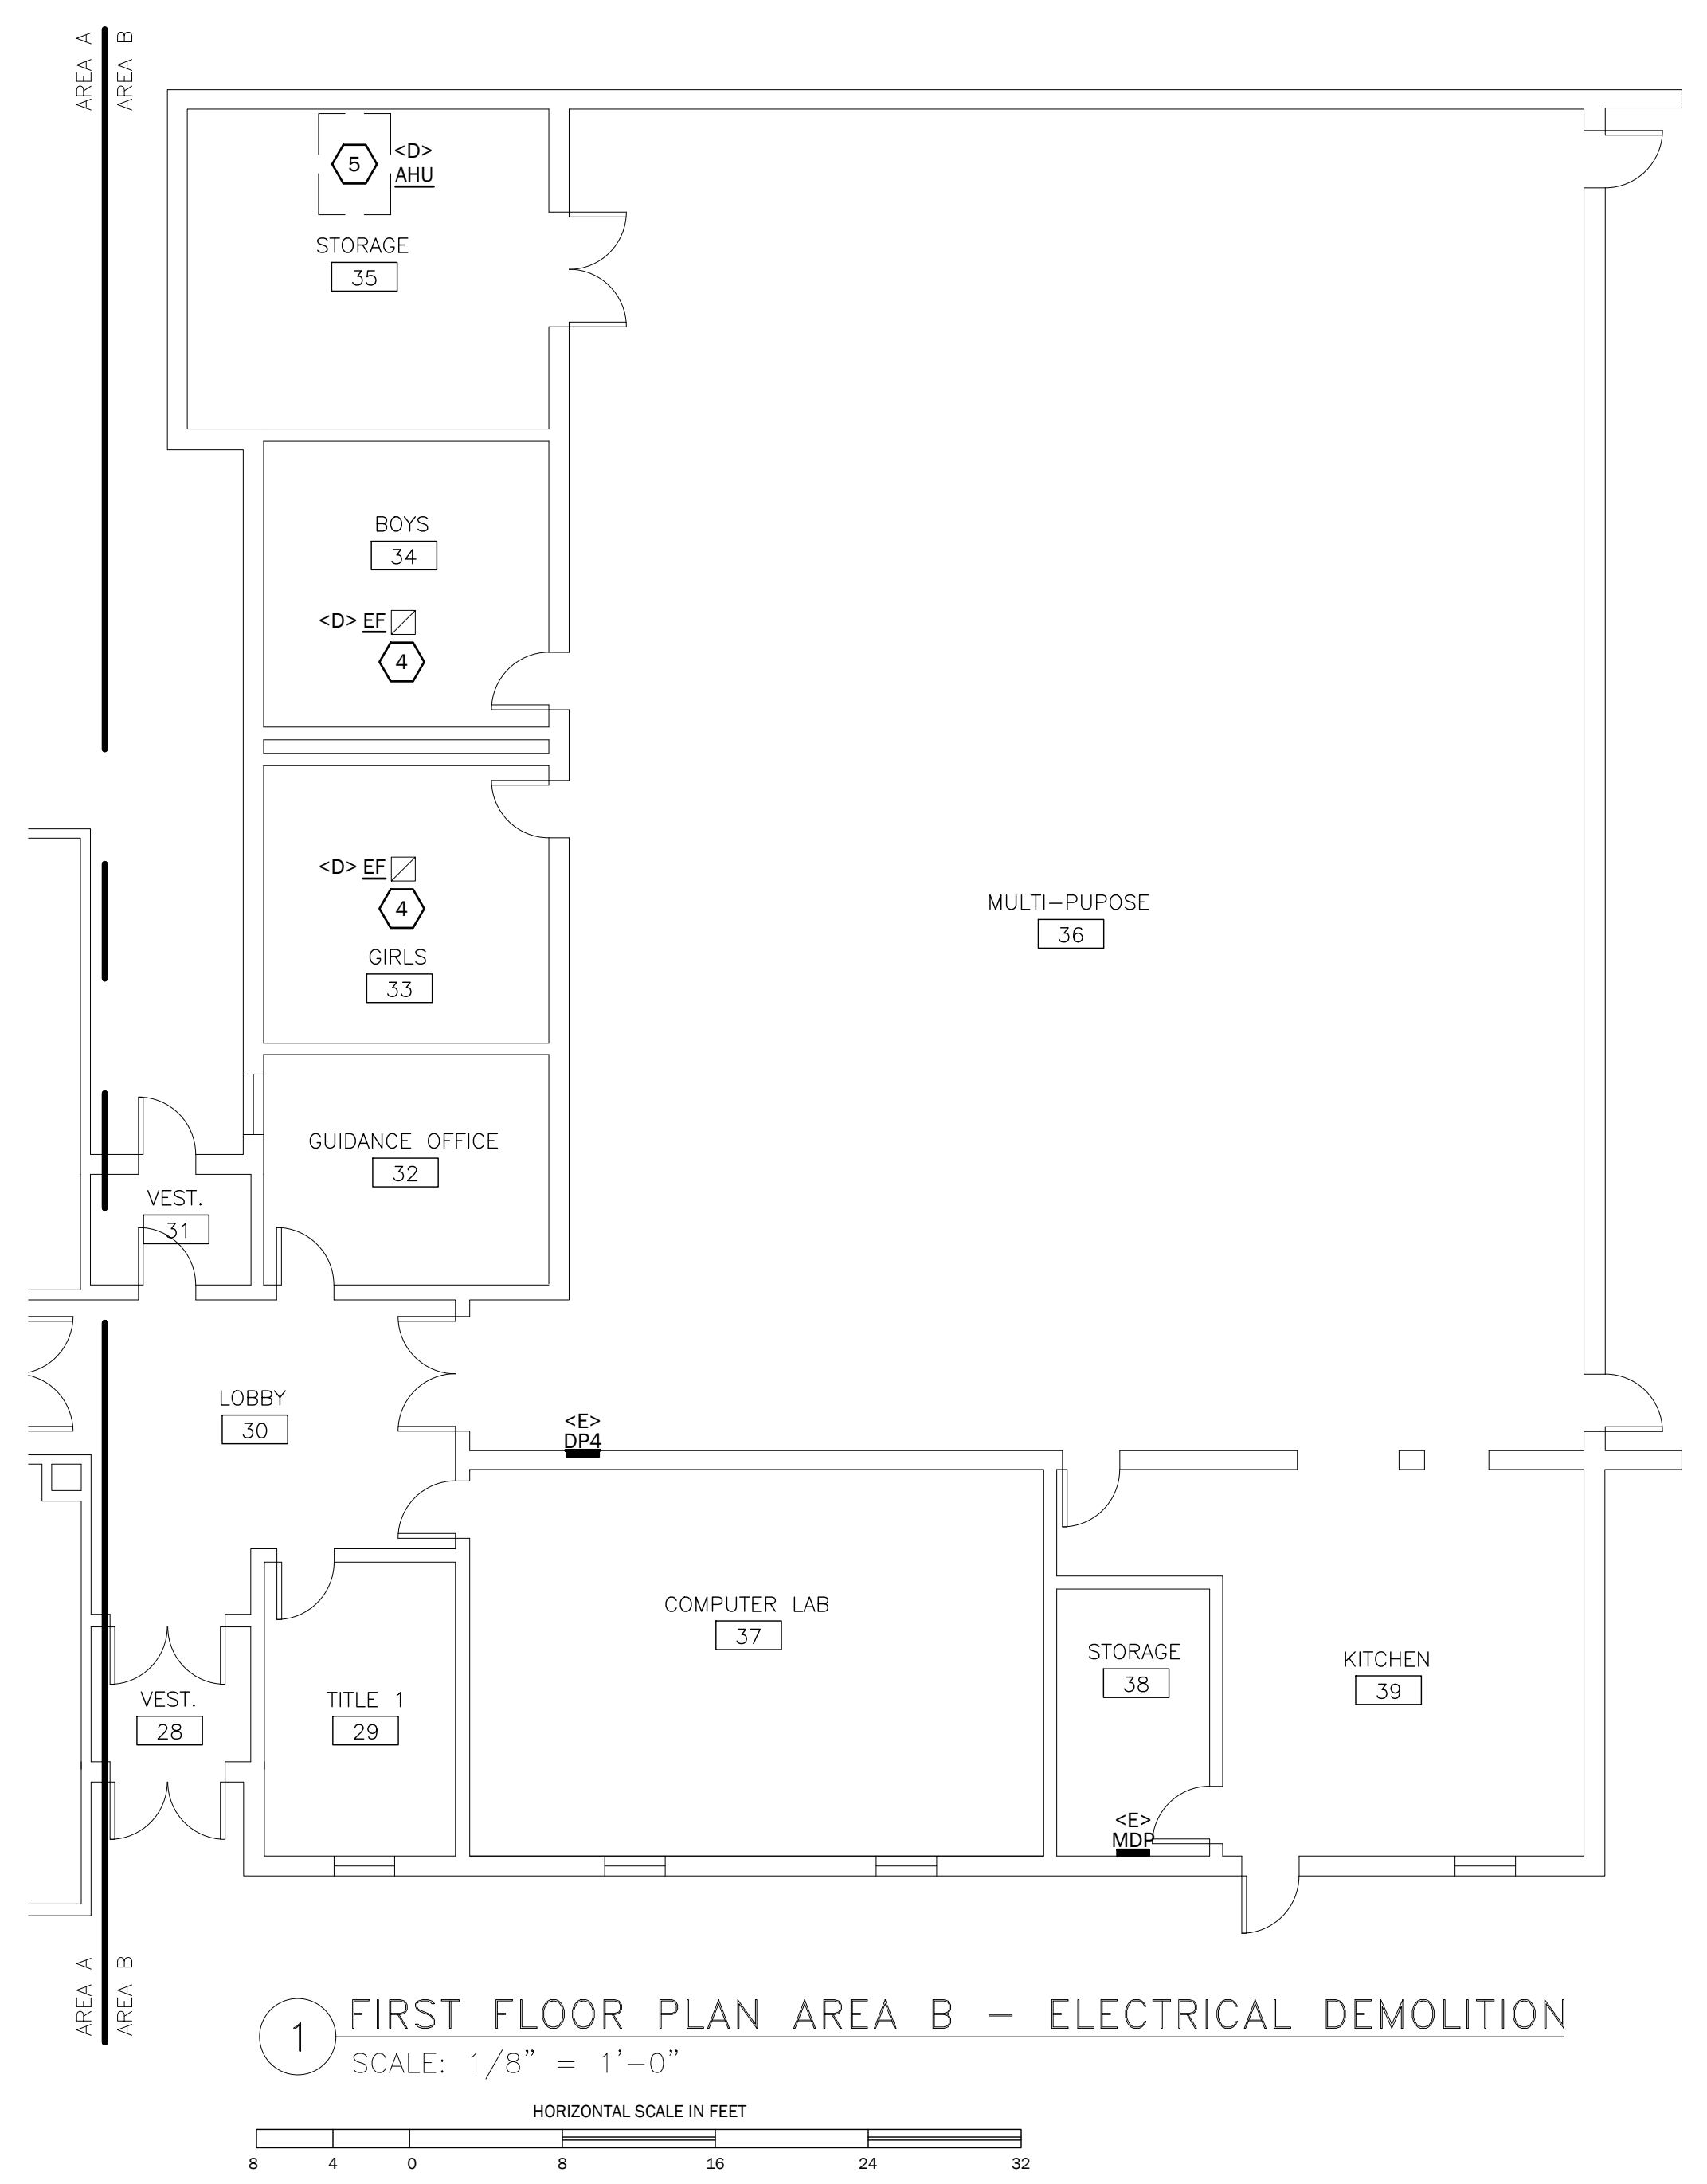 AREA A
AREA B
5
<D>
AHU
STORAGE
35
BOYS
34
<D> EF
4
<D> EF
4
GIRLS
33
MULTI-PUPOSE
36
GUIDANCE OFFICE
32
VEST.
31
LOBBY
30
<E>
DP4
COMPUTER LAB
37
STORAGE
38
KITCHEN
39
VEST.
28
TITLE 1
29
<E>
MDP
AREA A
AREA B
1
FIRST FLOOR PLAN AREA B - ELECTRICAL DEMOLITION
SCALE: 1/8" = 1'-0"
HORIZONTAL SCALE IN FEET
8 4 0 8 16 24 32